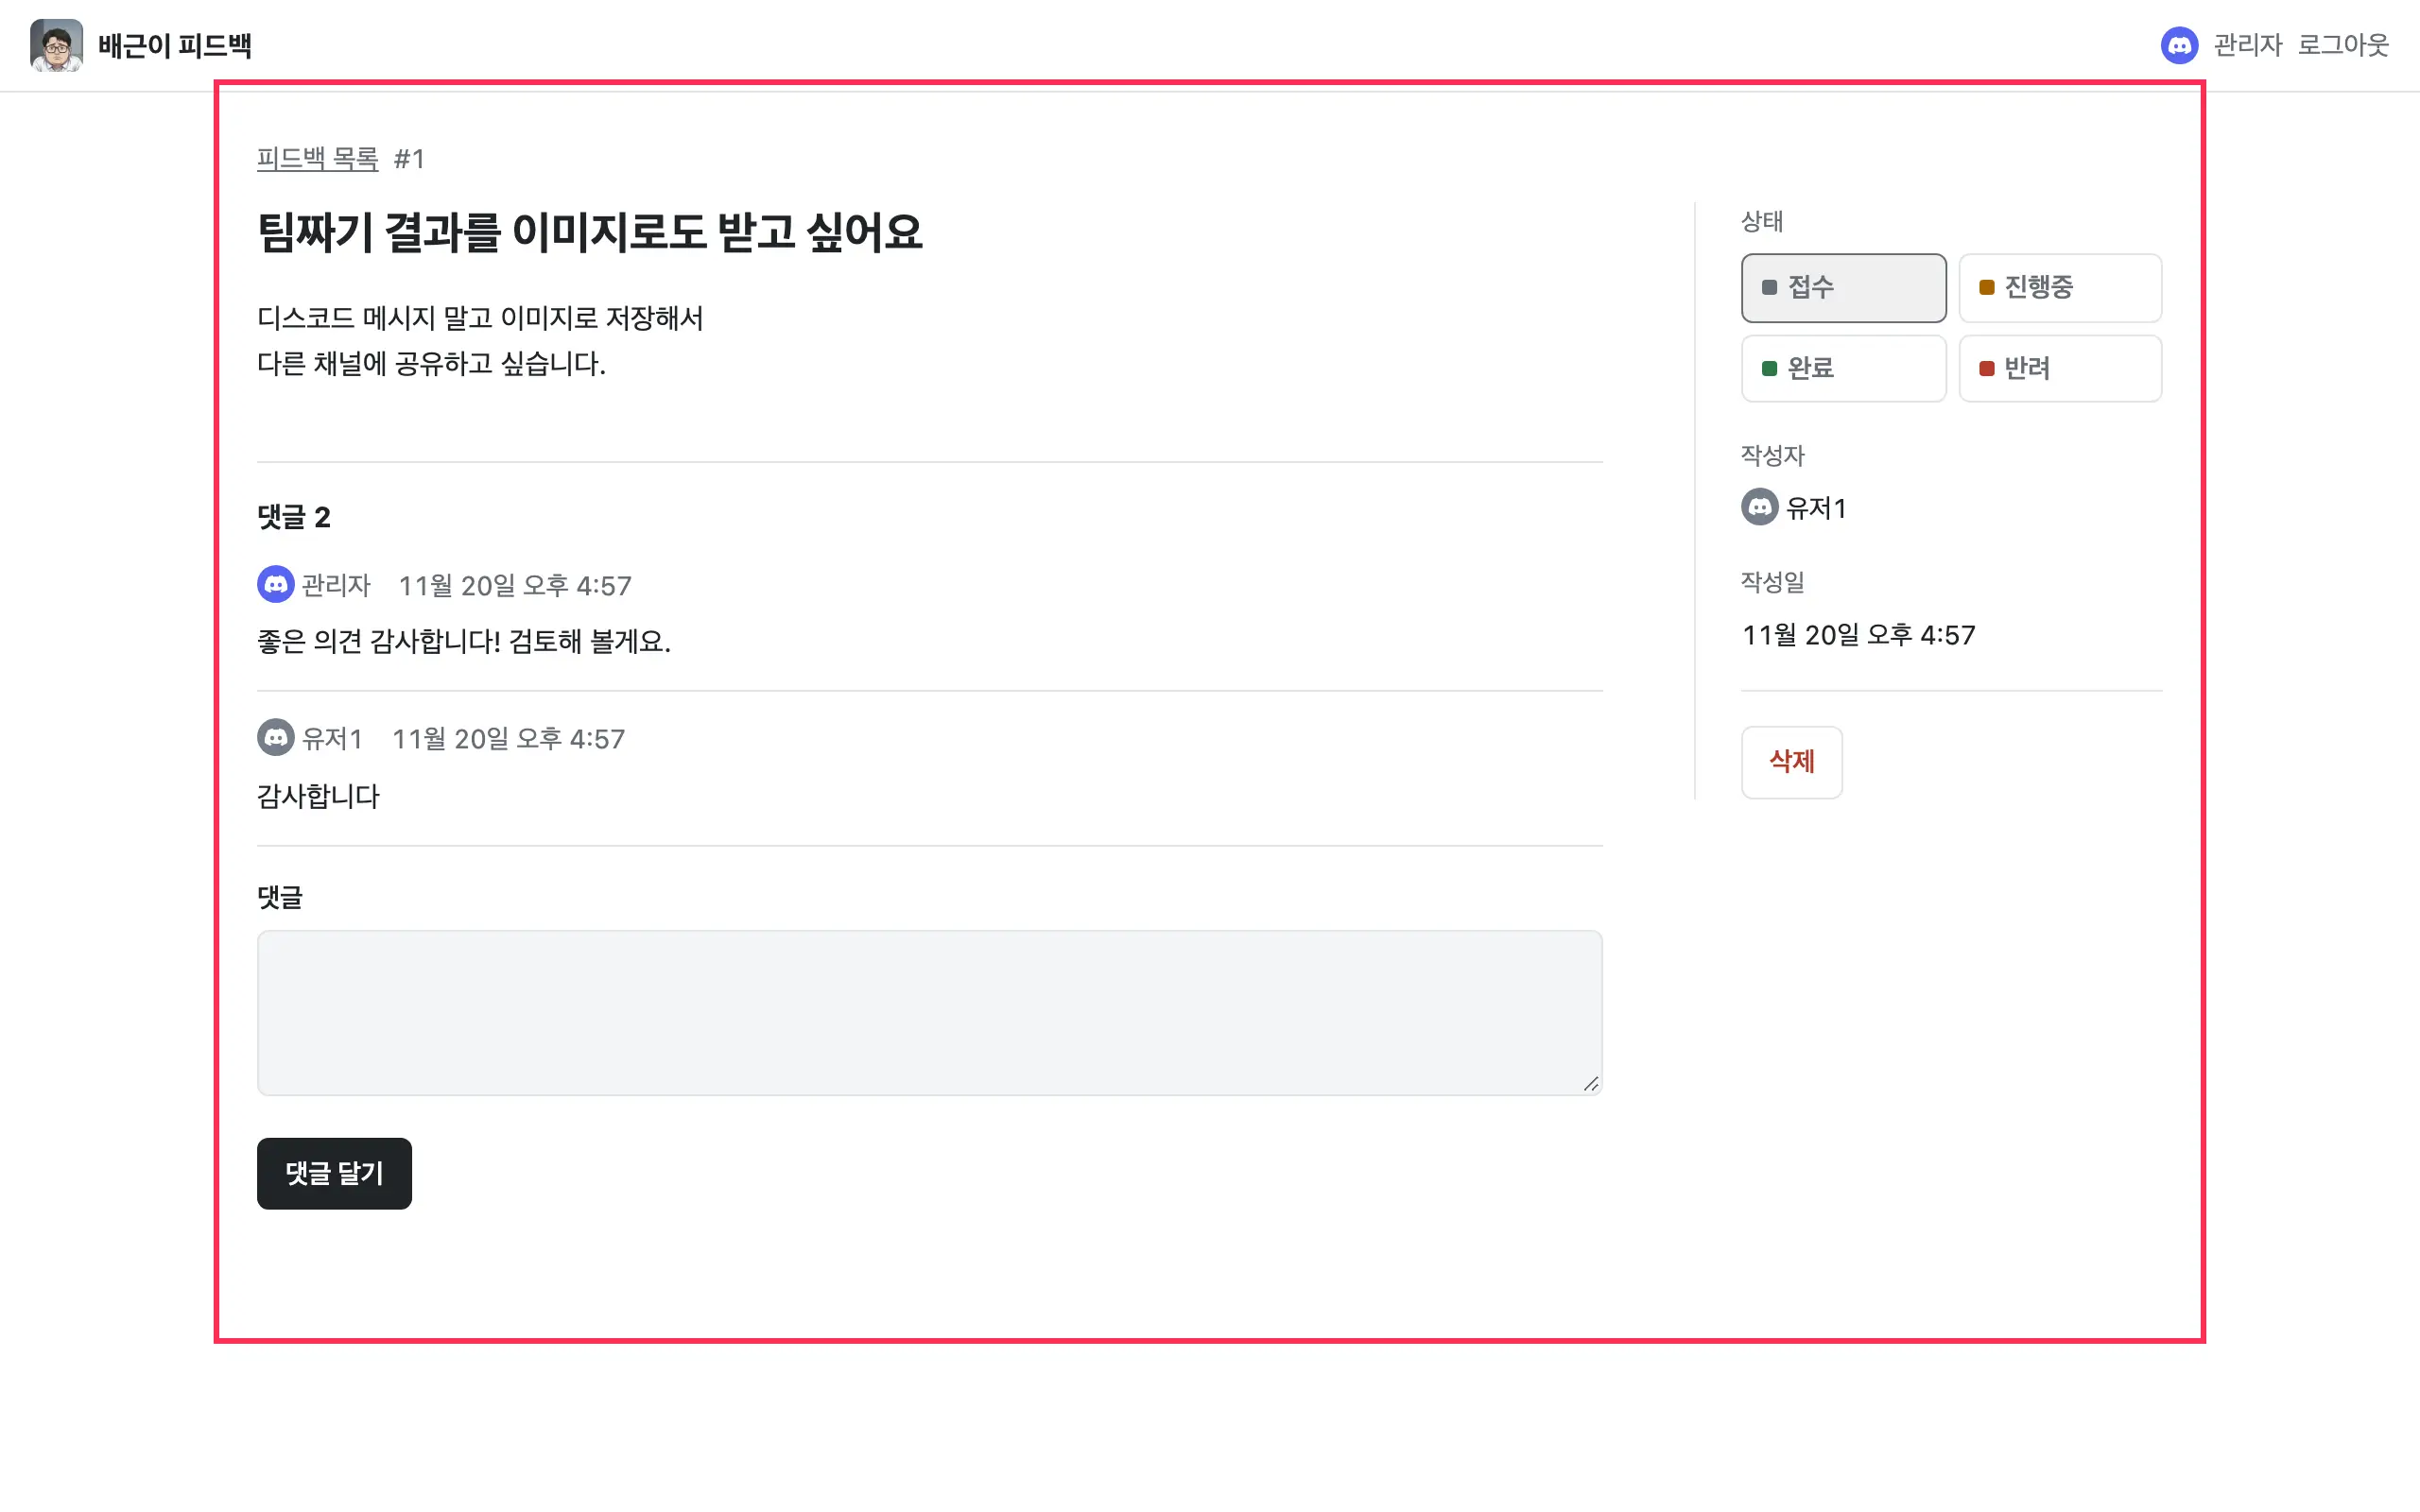 배근이 피드백
관리자 로그아웃
피드백 목록 #1
팀짜기 결과를 이미지로도 받고 싶어요
디스코드 메시지 말고 이미지로 저장해서
다른 채널에 공유하고 싶습니다.
댓글 2
관리자 11월 20일 오후 4:57
좋은 의견 감사합니다! 검토해 볼게요.
유저1 11월 20일 오후 4:57
감사합니다
댓글
댓글 달기
상태
접수 진행중
완료 반려
작성자
유저1
작성일
11월 20일 오후 4:57
삭제